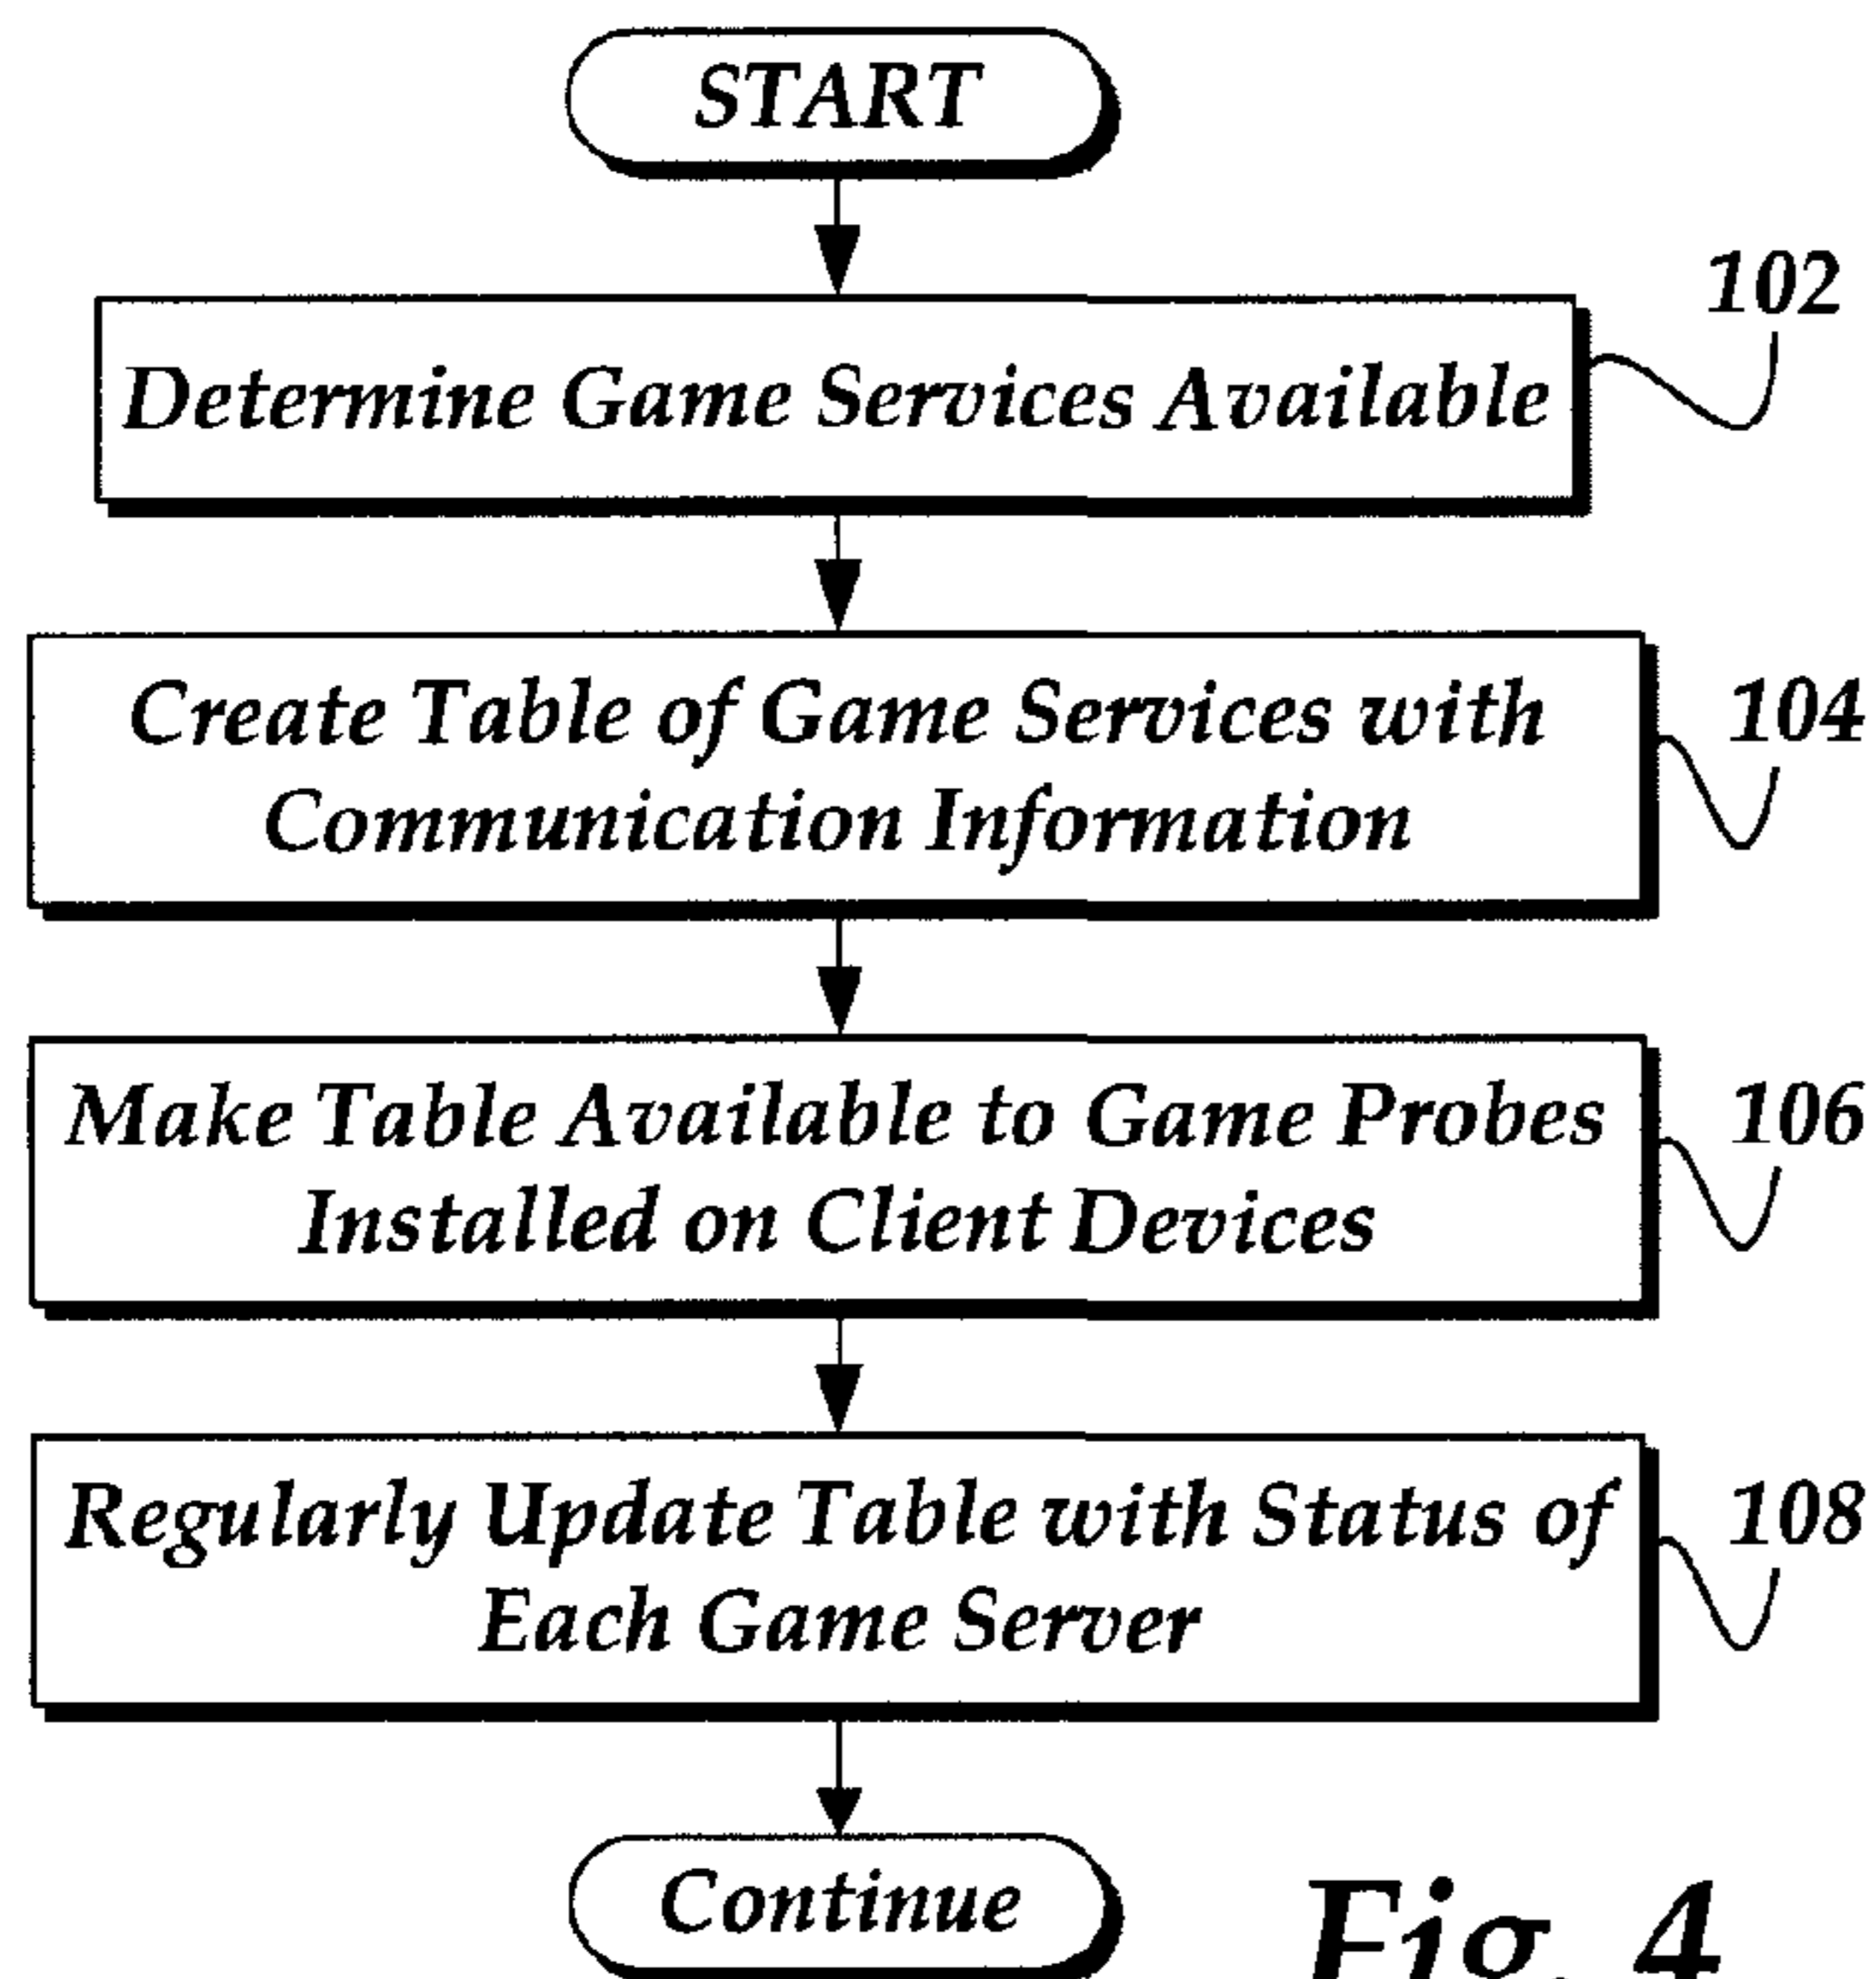 START
102
Determine Game Services Available
104
Create Table of Game Services with
Communication Information
106
Make Table Available to Game Probes
Installed on Client Devices
108
Regularly Update Table with Status of
Each Game Server
Continue
Fig. 4